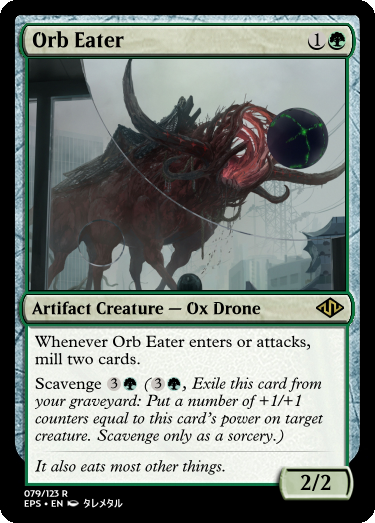 Orb Eater 1
Artifact Creature — Ox Drone
Whenever Orb Eater enters or attacks,
mill two cards.
Scavenge 3 (3, Exile this card from
your graveyard: Put a number of +1/+1
counters equal to this card's power on target
creature. Scavenge only as a sorcery.)
It also eats most other things.
2/2
079/123 R
EPS • EN タレメタル